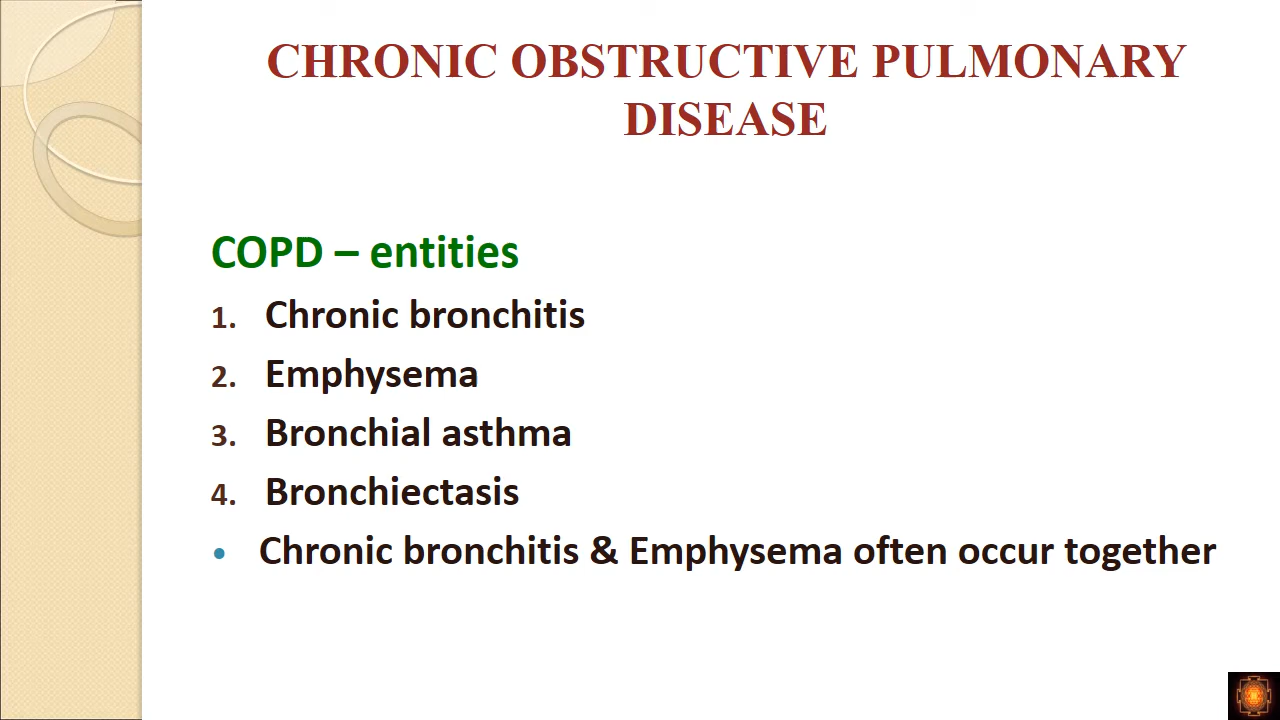 CHRONIC OBSTRUCTIVE PULMONARY
DISEASE
COPD – entities
1. Chronic bronchitis
2. Emphysema
3. Bronchial asthma
4. Bronchiectasis
• Chronic bronchitis & Emphysema often occur together